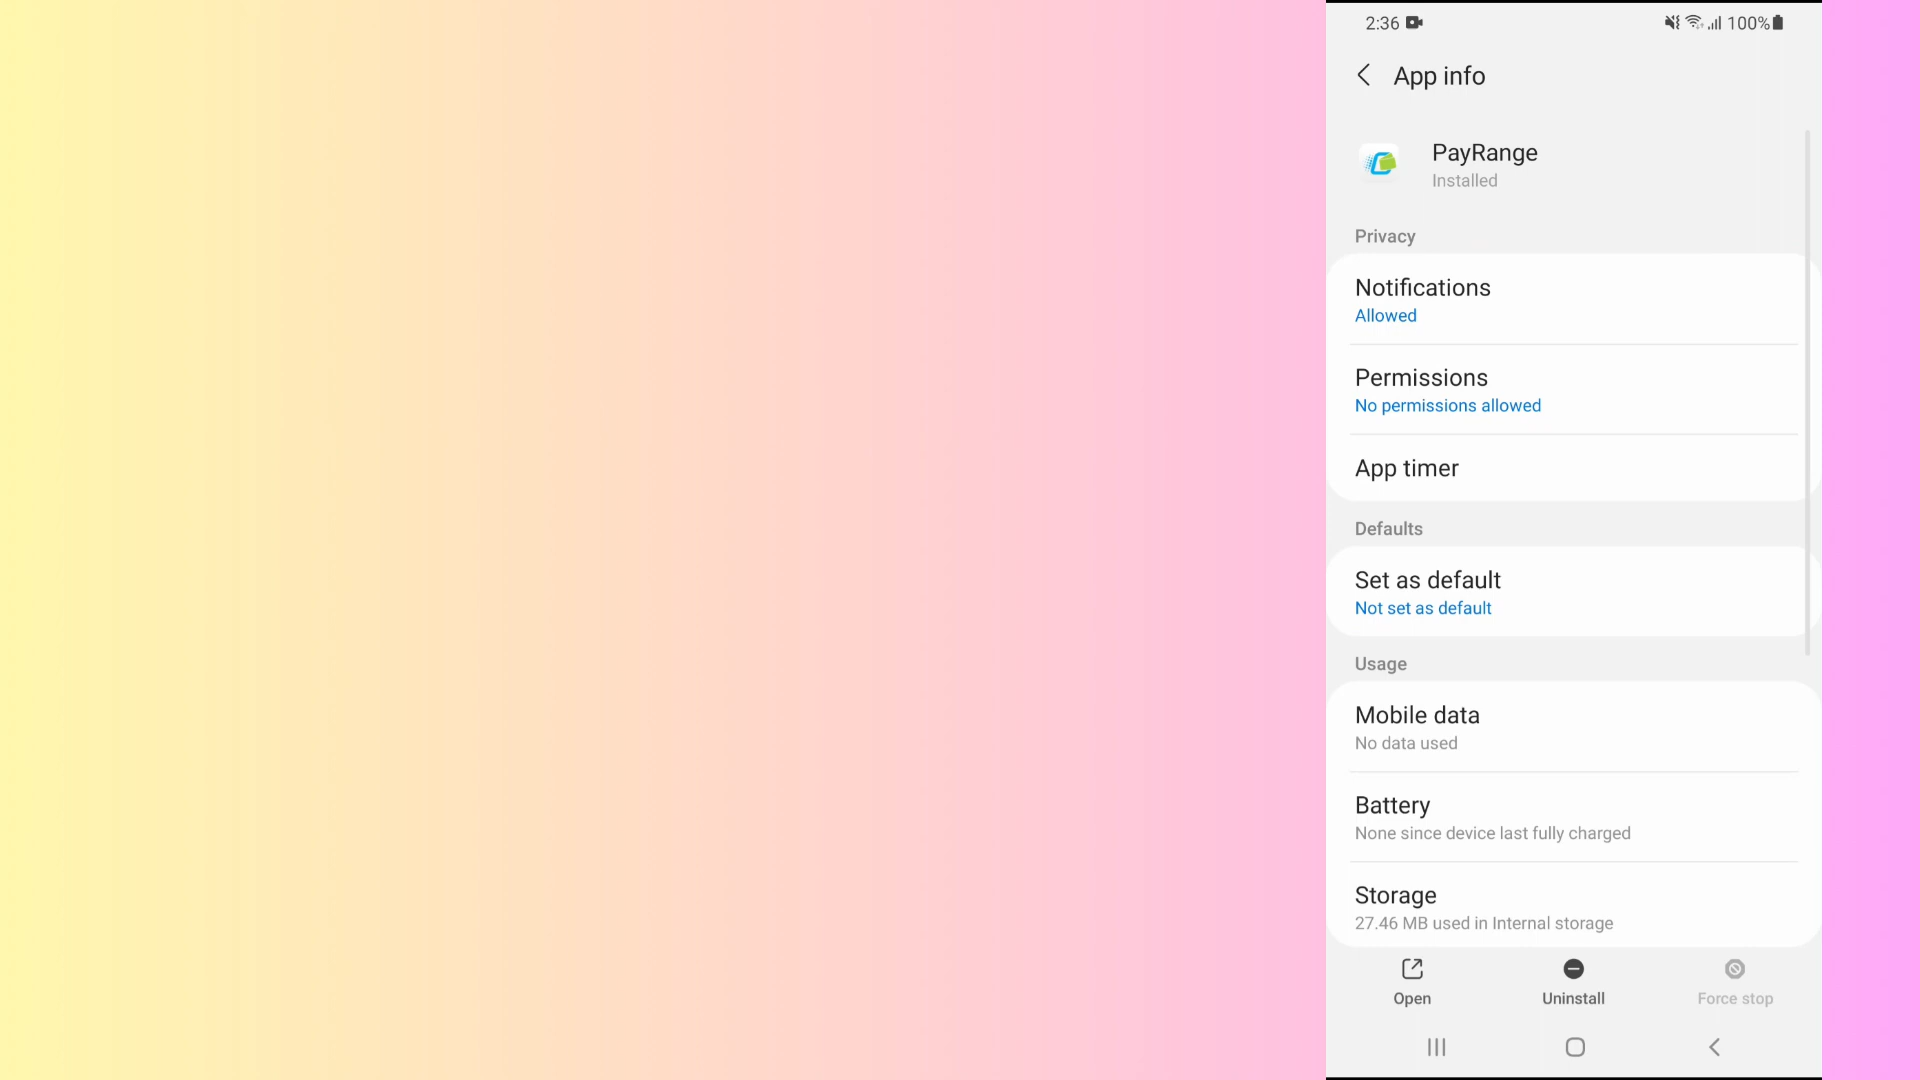 2:36 100%
App info
PayRange
Installed
Privacy
Notifications
Allowed
Permissions
No permissions allowed
App timer
Defaults
Set as default
Not set as default
Usage
Mobile data
No data used
Battery
None since device last fully charged
Storage
27.46 MB used in Internal storage
Open Uninstall Force stop